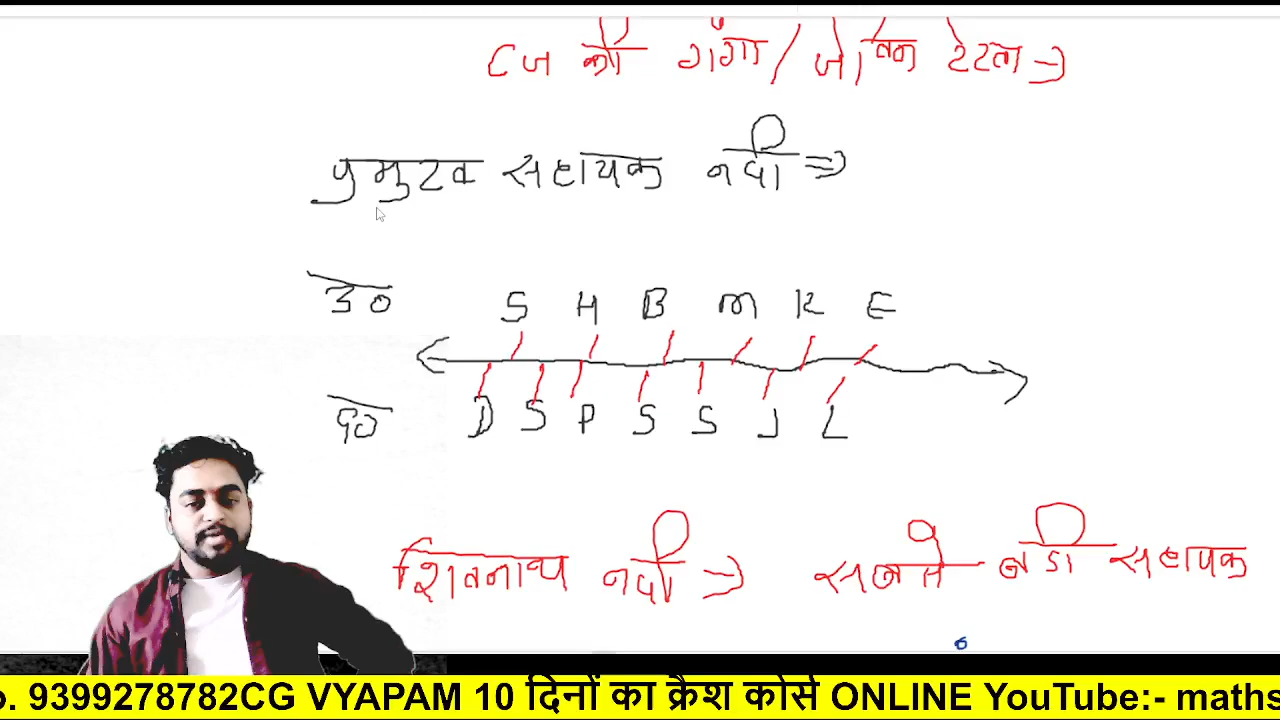 CG की गंगा / जीवन रेखा →
प्रमुख सहायक नदी ⇒
उ० S H B M K E
द० D S P S S J L
शिवनाथ नदी → सबसे बड़ी सहायक
o. 9399278782CG VYAPAM 10 दिनों का क्रैश कोर्स ONLINE YouTube:- maths